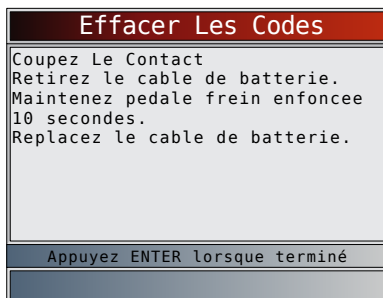 Effacer Les Codes
Coupez Le Contact
Retirez le cable de batterie.
Maintenez pedale frein enfoncee
10 secondes.
Replacez le cable de batterie.
Appuyez ENTER lorsque terminé